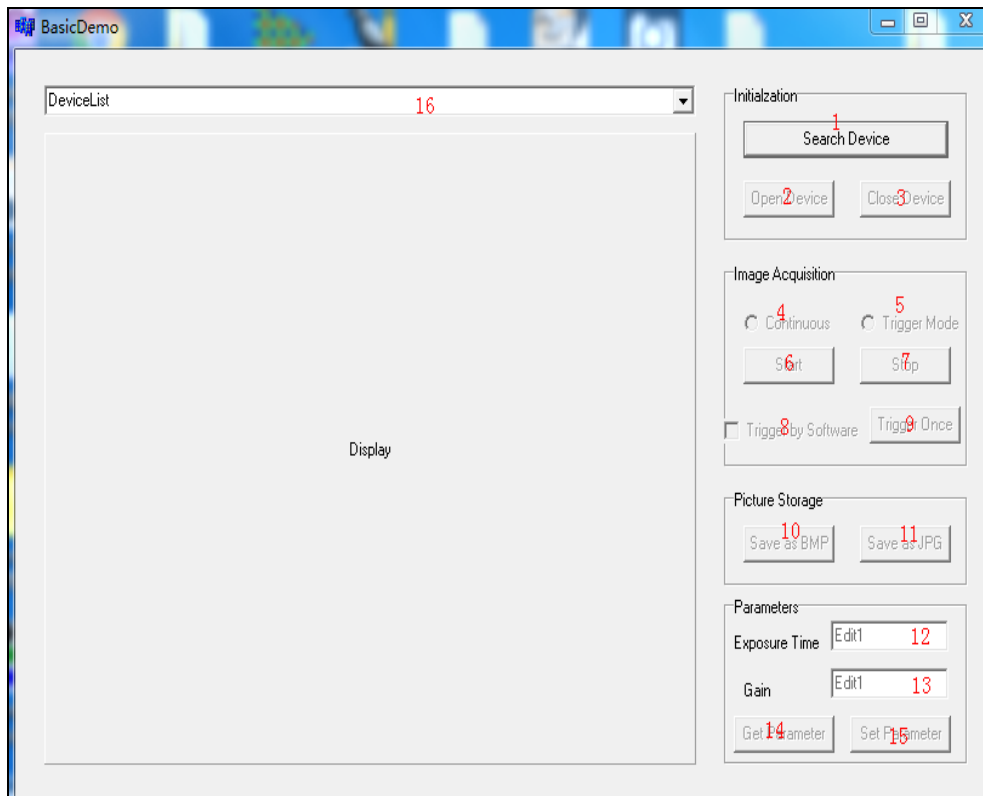 BasicDemo
DeviceList 16
Display
Initialzation
1
Search Device
Open Device 2
Close Device 3
Image Acquisition
4
Continuous
5
Trigger Mode
Start 6
Stop 7
Trigger by Software 8
Trigger Once 9
Picture Storage
10
Save as BMP
11
Save as JPG
Parameters
Exposure Time Edit1 12
Gain Edit1 13
Get Parameter 14
Set Parameter 15